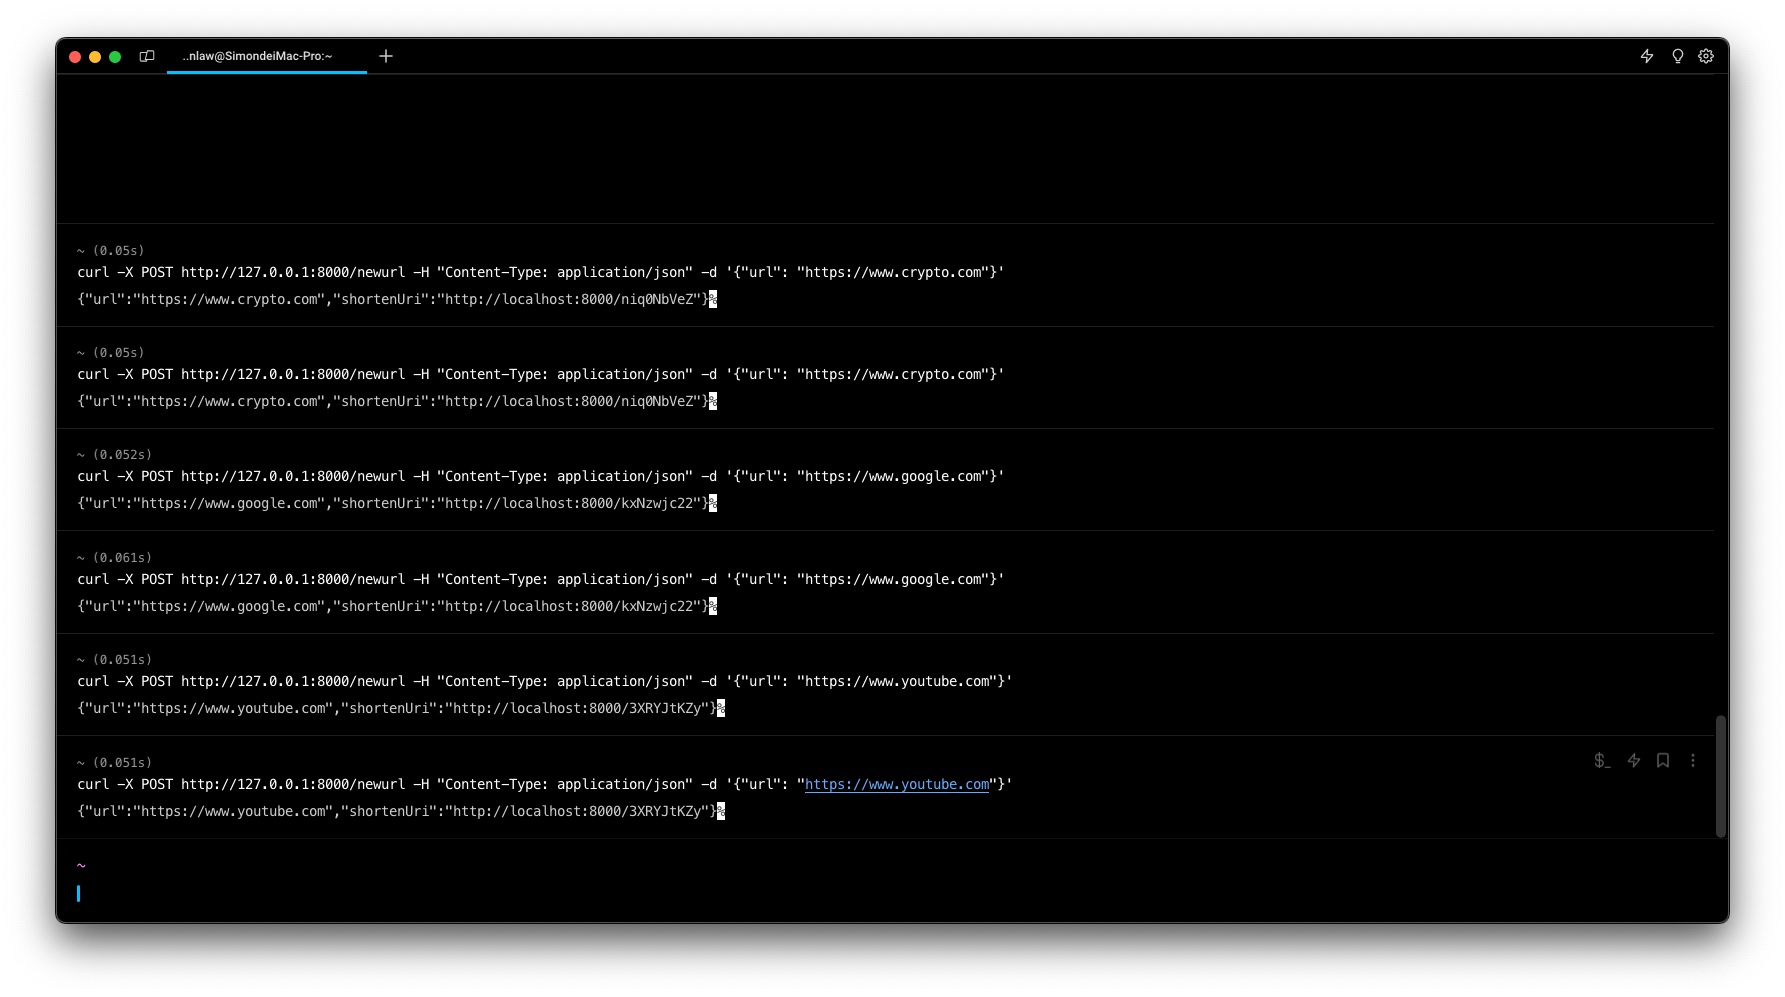 ..nlaw@SimondeiMac-Pro:~
~ (0.05s)
curl -X POST http://127.0.0.1:8000/newurl -H "Content-Type: application/json" -d '{"url": "https://www.crypto.com"}'
{"url":"https://www.crypto.com","shortenUri":"http://localhost:8000/niq0NbVeZ"}%
~ (0.05s)
curl -X POST http://127.0.0.1:8000/newurl -H "Content-Type: application/json" -d '{"url": "https://www.crypto.com"}'
{"url":"https://www.crypto.com","shortenUri":"http://localhost:8000/niq0NbVeZ"}%
~ (0.052s)
curl -X POST http://127.0.0.1:8000/newurl -H "Content-Type: application/json" -d '{"url": "https://www.google.com"}'
{"url":"https://www.google.com","shortenUri":"http://localhost:8000/kxNzwjc22"}%
~ (0.061s)
curl -X POST http://127.0.0.1:8000/newurl -H "Content-Type: application/json" -d '{"url": "https://www.google.com"}'
{"url":"https://www.google.com","shortenUri":"http://localhost:8000/kxNzwjc22"}%
~ (0.051s)
curl -X POST http://127.0.0.1:8000/newurl -H "Content-Type: application/json" -d '{"url": "https://www.youtube.com"}'
{"url":"https://www.youtube.com","shortenUri":"http://localhost:8000/3XRYJtKZy"}%
~ (0.051s)
$_
curl -X POST http://127.0.0.1:8000/newurl -H "Content-Type: application/json" -d '{"url": "https://www.youtube.com"}'
{"url":"https://www.youtube.com","shortenUri":"http://localhost:8000/3XRYJtKZy"}%
~